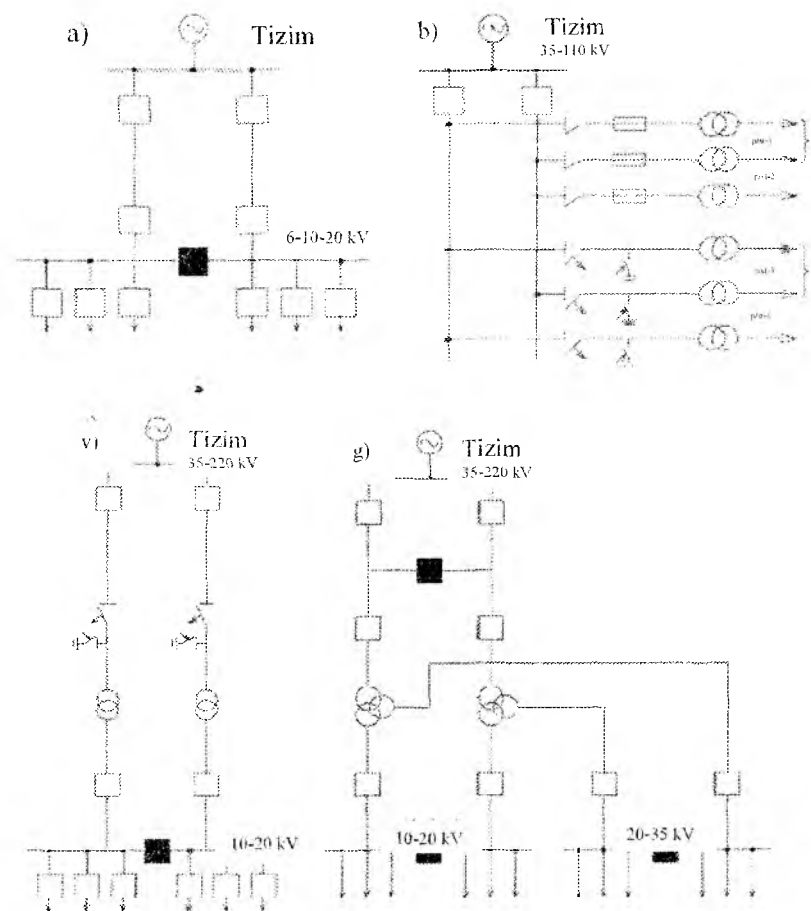 a)
Tizim
b)
Tizim
35-110 kV
6-10-20 kV
v)
Tizim
35-220 kV
g)
Tizim
35-220 kV
10-20 kV
10-20 kV
20-35 kV